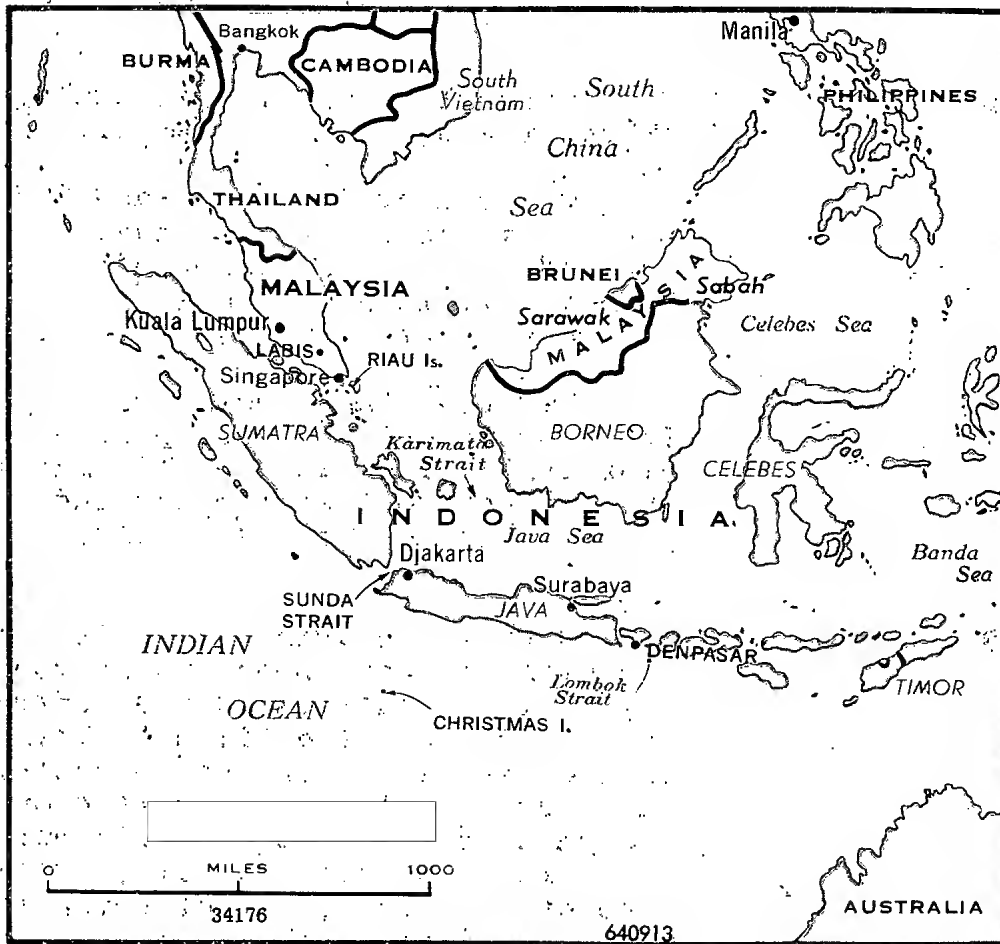 Bangkok
Manila
BURMA
CAMBODIA
South
Vietnam
South
China
Sea
PHILIPPINES
THAILAND
MALAYSIA
BRUNEI
MALAYSIA
Sabah
Sarawak
Kuala Lumpur
LABIS
Singapore
RIAU Is.
Celebes Sea
SUMATRA
Karimata
Strait
BORNEO
CELEBES
INDONESIA
Java Sea
Banda
Sea
Djakarta
SUNDA
STRAIT
Surabaya
JAVA
DENPASAR
Lombok
Strait
TIMOR
INDIAN
OCEAN
CHRISTMAS I.
AUSTRALIA
0 MILES 1000
34176
640913